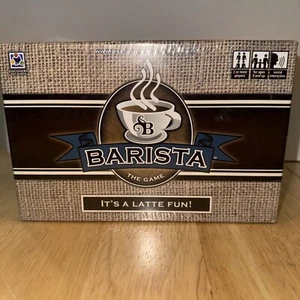 B
BARISTA
THE GAME
IT'S A LATTE FUN!